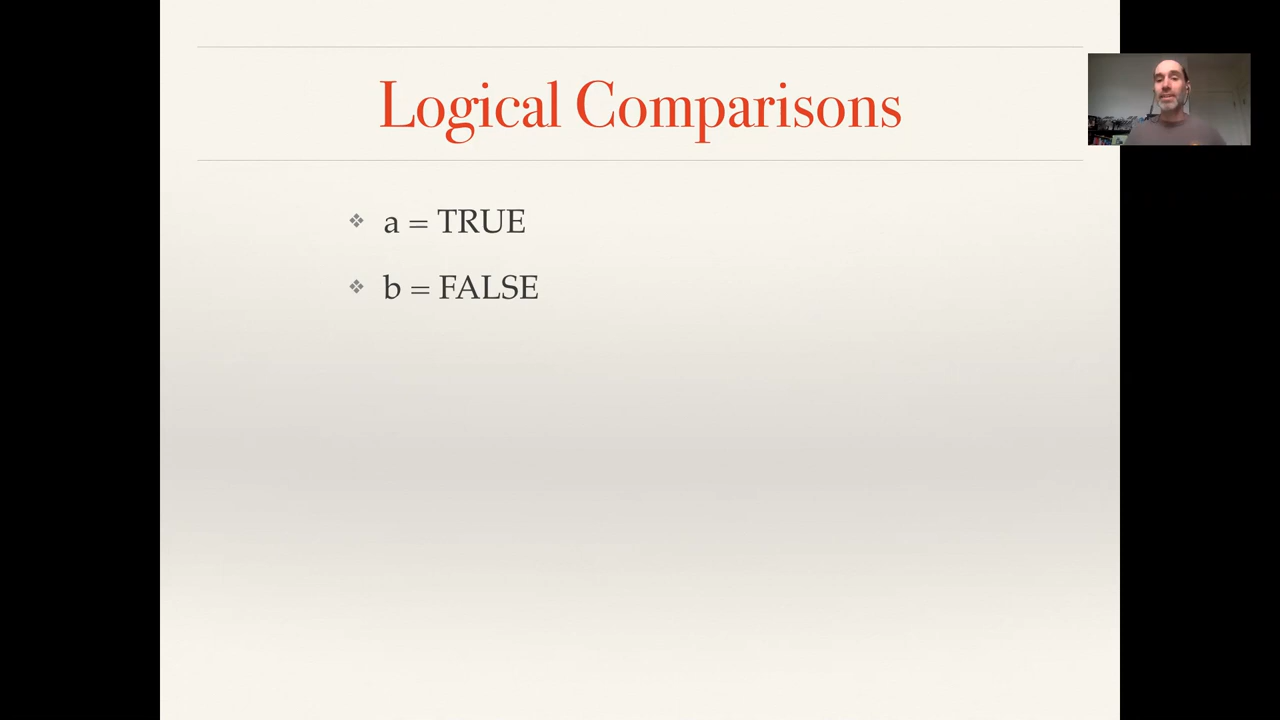 Logical Comparisons
a = TRUE
b = FALSE